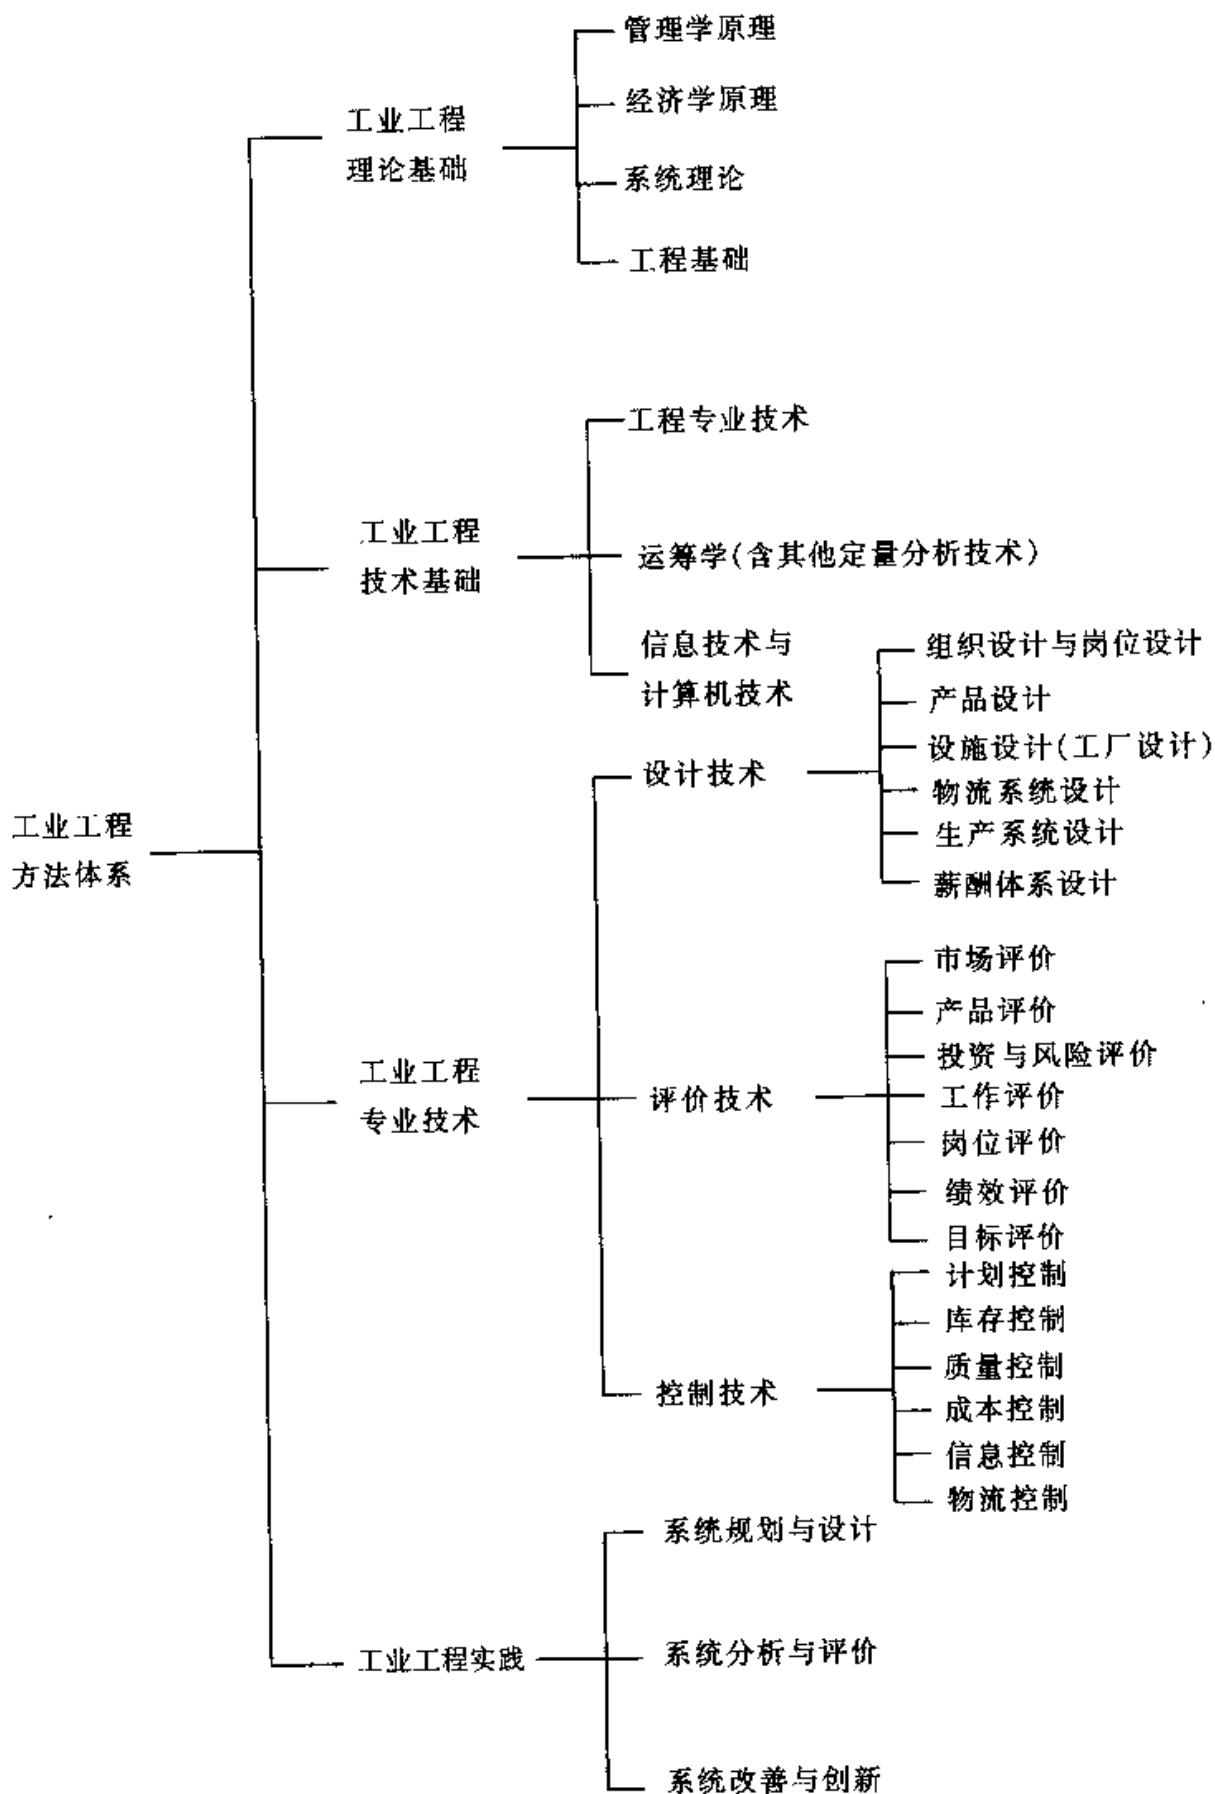 工业工程
方法体系
工业工程
理论基础
管理学原理
经济学原理
系统理论
工程基础
工业工程
技术基础
工程专业技术
运筹学(含其他定量分析技术)
信息技术与
计算机技术
工业工程
专业技术
设计技术
组织设计与岗位设计
产品设计
设施设计(工厂设计)
物流系统设计
生产系统设计
薪酬体系设计
评价技术
市场评价
产品评价
投资与风险评价
工作评价
岗位评价
绩效评价
目标评价
控制技术
计划控制
库存控制
质量控制
成本控制
信息控制
物流控制
工业工程实践
系统规划与设计
系统分析与评价
系统改善与创新